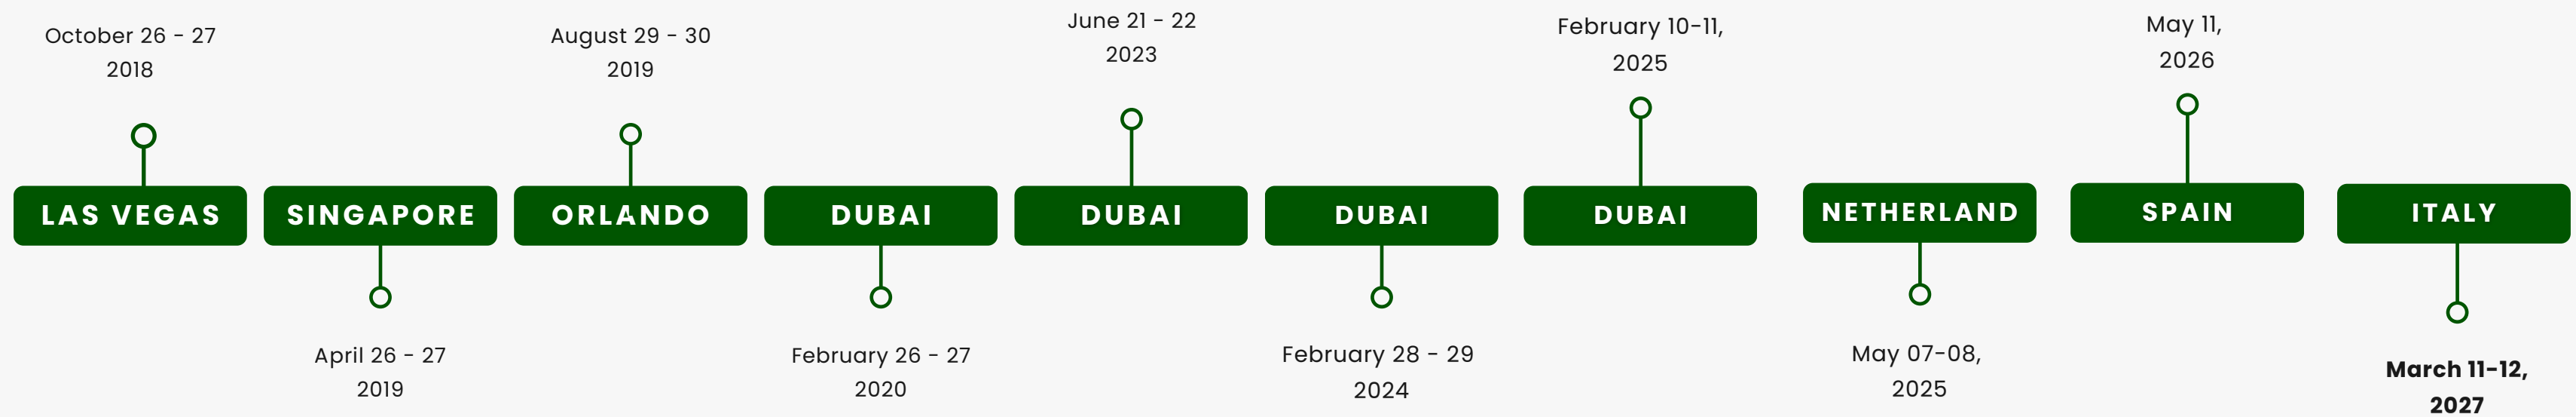 October 26 - 27
2018
LAS VEGAS
SINGAPORE
April 26 - 27
2019
August 29 - 30
2019
ORLANDO
DUBAI
February 26 - 27
2020
June 21 - 22
2023
DUBAI
DUBAI
February 28 - 29
2024
February 10-11,
2025
DUBAI
NETHERLAND
May 07-08,
2025
May 11,
2026
SPAIN
ITALY
March 11-12,
2027